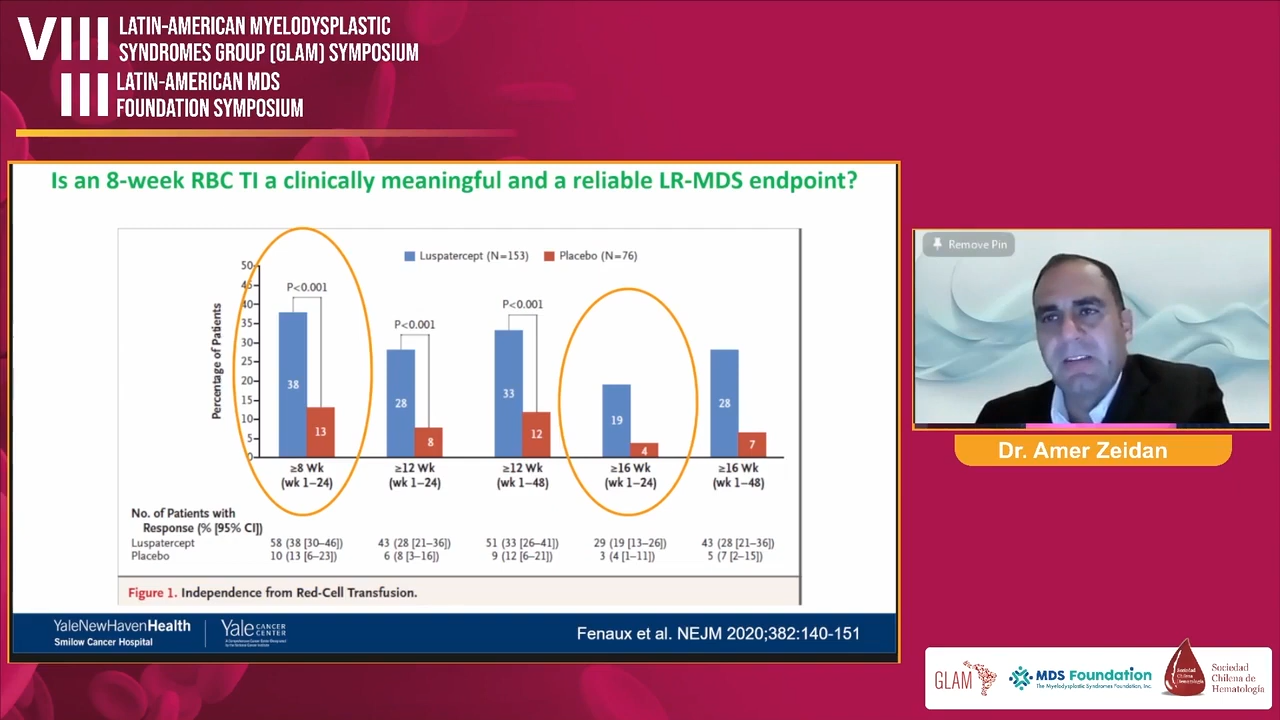 VIII
LATIN-AMERICAN MYELODYSPLASTIC
SYNDROMES GROUP (GLAM) SYMPOSIUM
III
LATIN-AMERICAN MDS
FOUNDATION SYMPOSIUM
Is an 8-week RBC TI a clinically meaningful and a reliable LR-MDS endpoint?
Luspatercept (N=153)
Placebo (N=76)
Percentage of Patients
50
45
40
35
30
25
20
15
10
5
0
P<0.001
P<0.001
P<0.001
38
13
28
8
33
12
19
4
28
7
≥8 Wk
(wk 1–24)
≥12 Wk
(wk 1–24)
≥12 Wk
(wk 1–48)
≥16 Wk
(wk 1–24)
≥16 Wk
(wk 1–48)
No. of Patients with
Response (% [95% CI])
Luspatercept 58 (38 [30–46]) 43 (28 [21–36]) 51 (33 [26–41]) 29 (19 [13–26]) 43 (28 [21–36])
Placebo 10 (13 [6–23]) 6 (8 [3–16]) 9 (12 [6–21]) 3 (4 [1–11]) 5 (7 [2–15])
Figure 1. Independence from Red-Cell Transfusion.
YaleNewHavenHealth
Smilow Cancer Hospital
Yale CANCER CENTER
Fenaux et al. NEJM 2020;382:140-151
Remove Pin
Dr. Amer Zeidan
GLAM
MDS Foundation
The Myelodysplastic Syndromes Foundation, Inc.
Sociedad
Chilena de
Hematología
Sociedad
Chilena de
Hematología